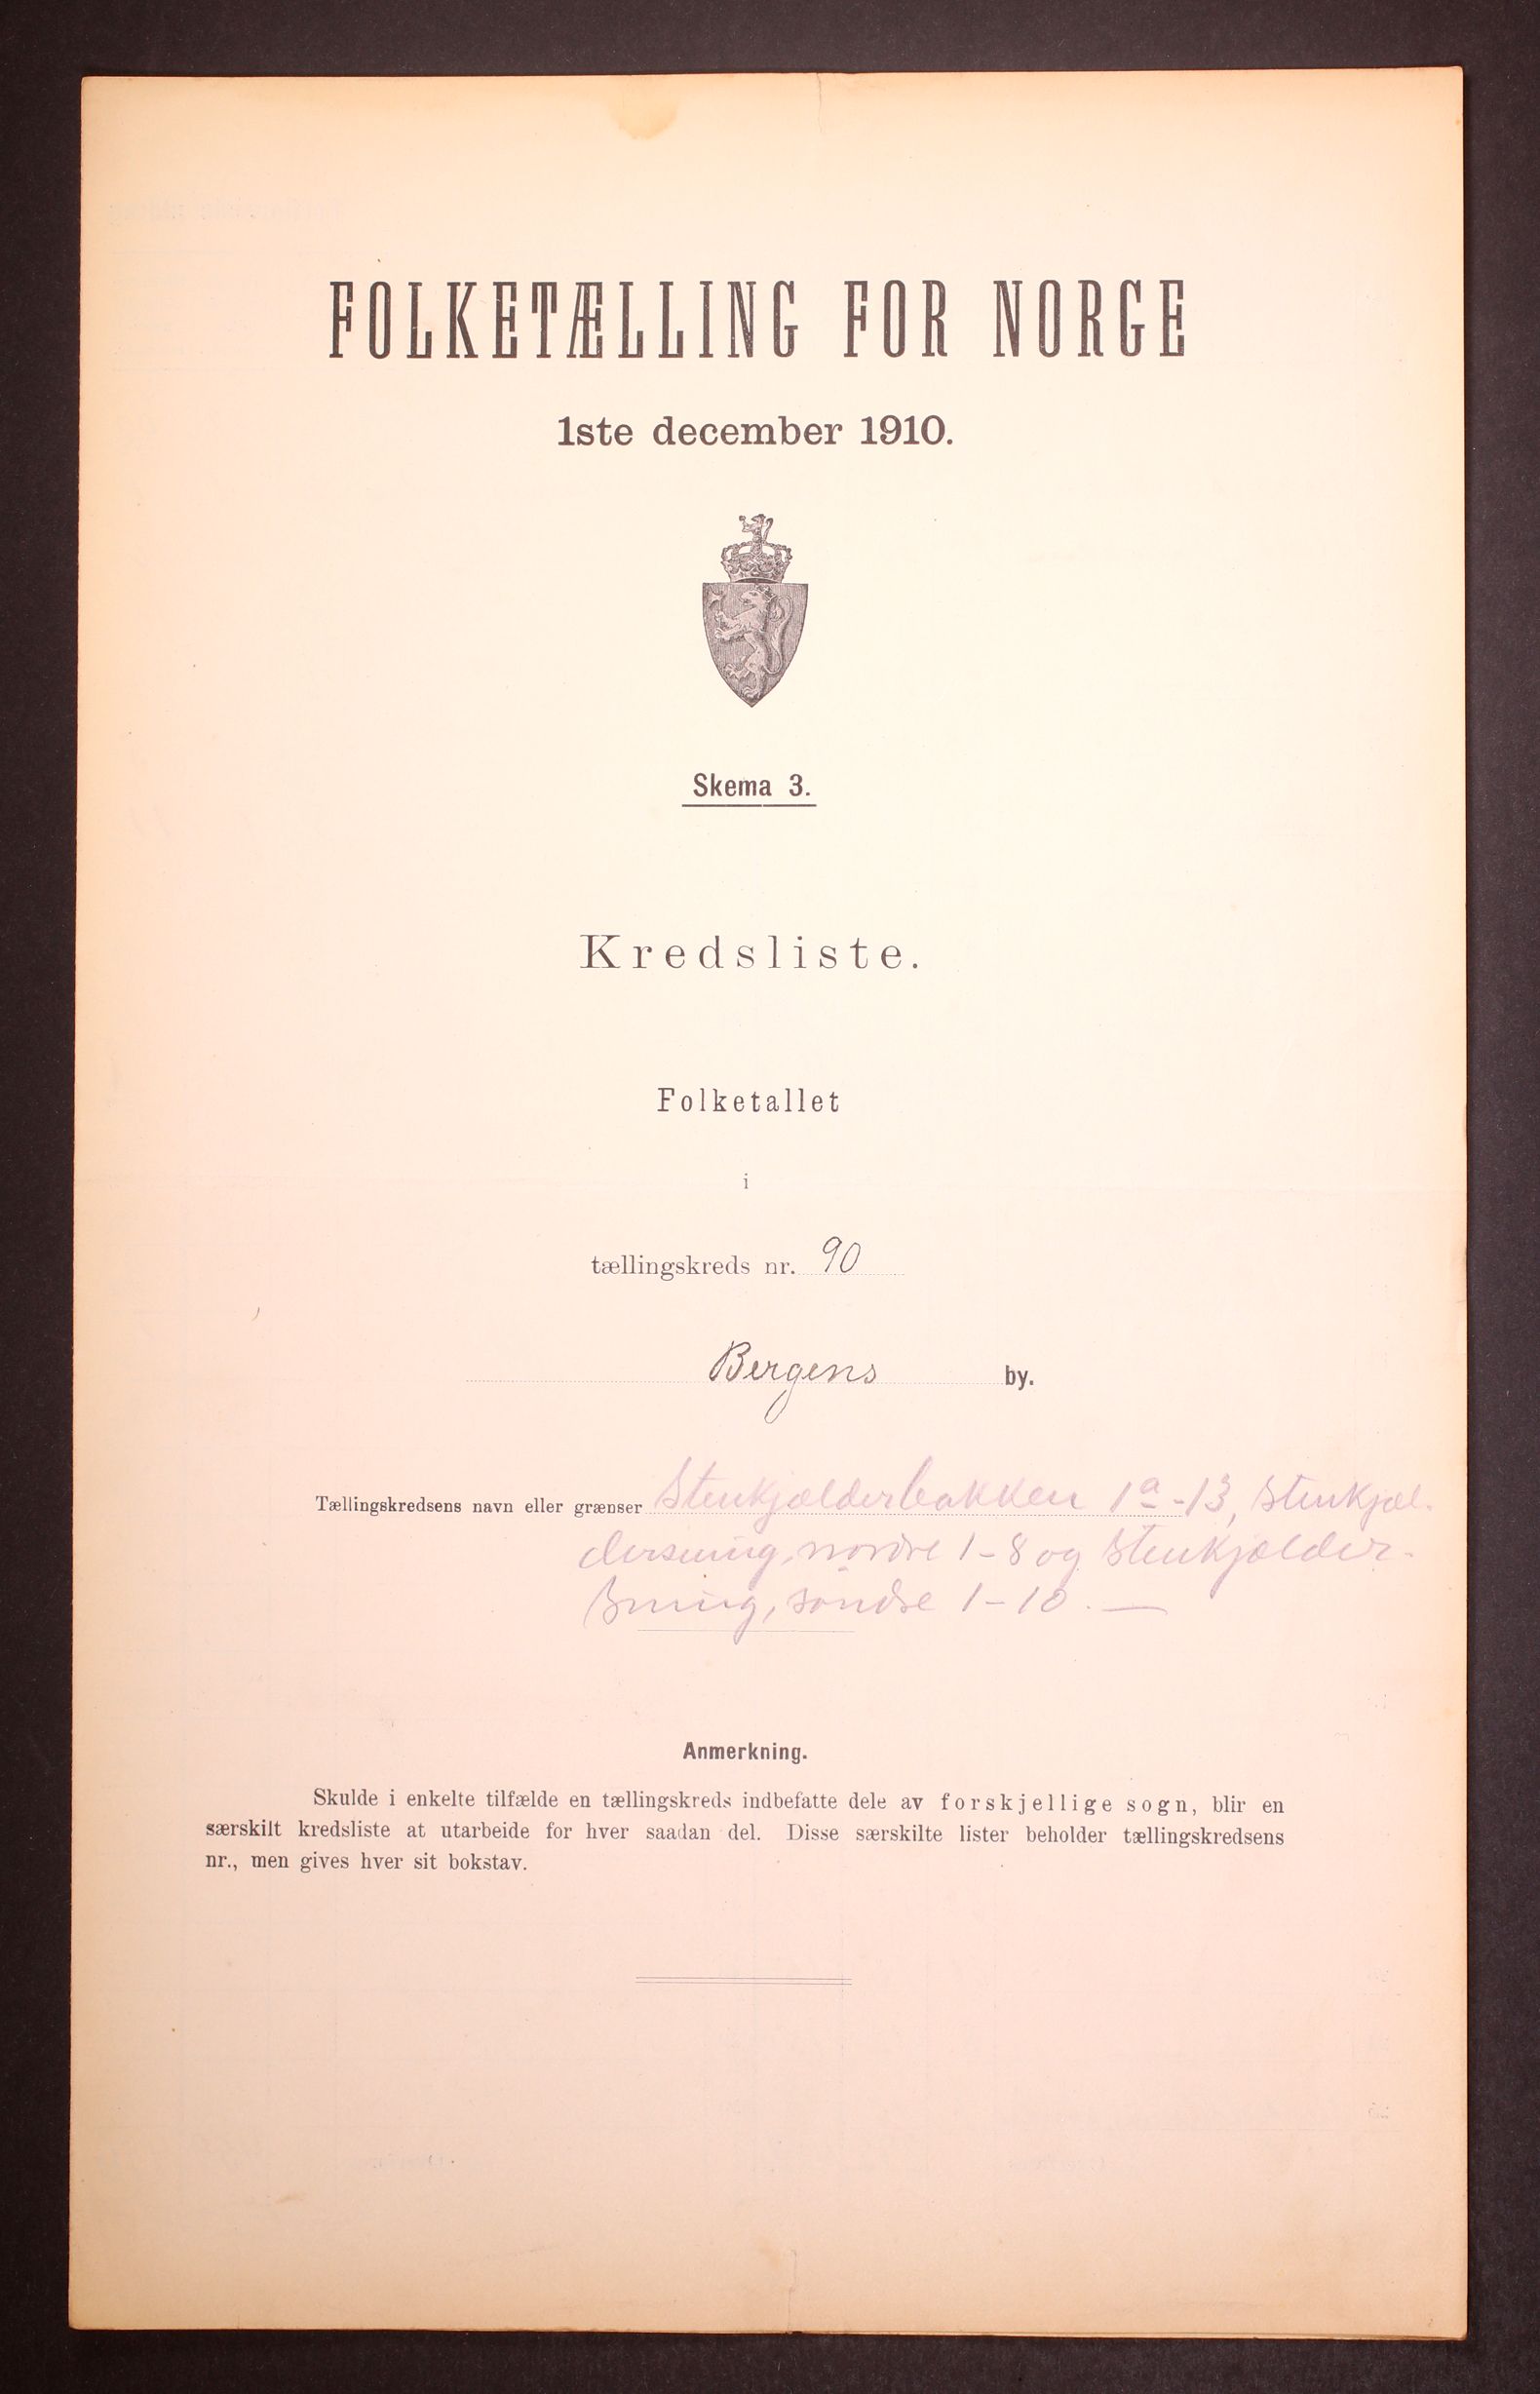 FOLKETÆLLING FOR NORGE
1ste december 1910.
Skema 3.
Kredsliste.
Folketallet
i
tællingskreds nr. 90
Bergens by.
Tællingskredsens navn eller grænser Stenkjælderbakken 1a-13, Stenkjæl-
dersmug, nordre 1-8 og Stenkjælder-
smug, söndre 1-10. —
Anmerkning.
Skulde i enkelte tilfælde en tællingskreds indbefatte dele av forskjellige sogn, blir en
særskilt kredsliste at utarbeide for hver saadan del. Disse særskilte lister beholder tællingskredsens
nr., men gives hver sit bokstav.